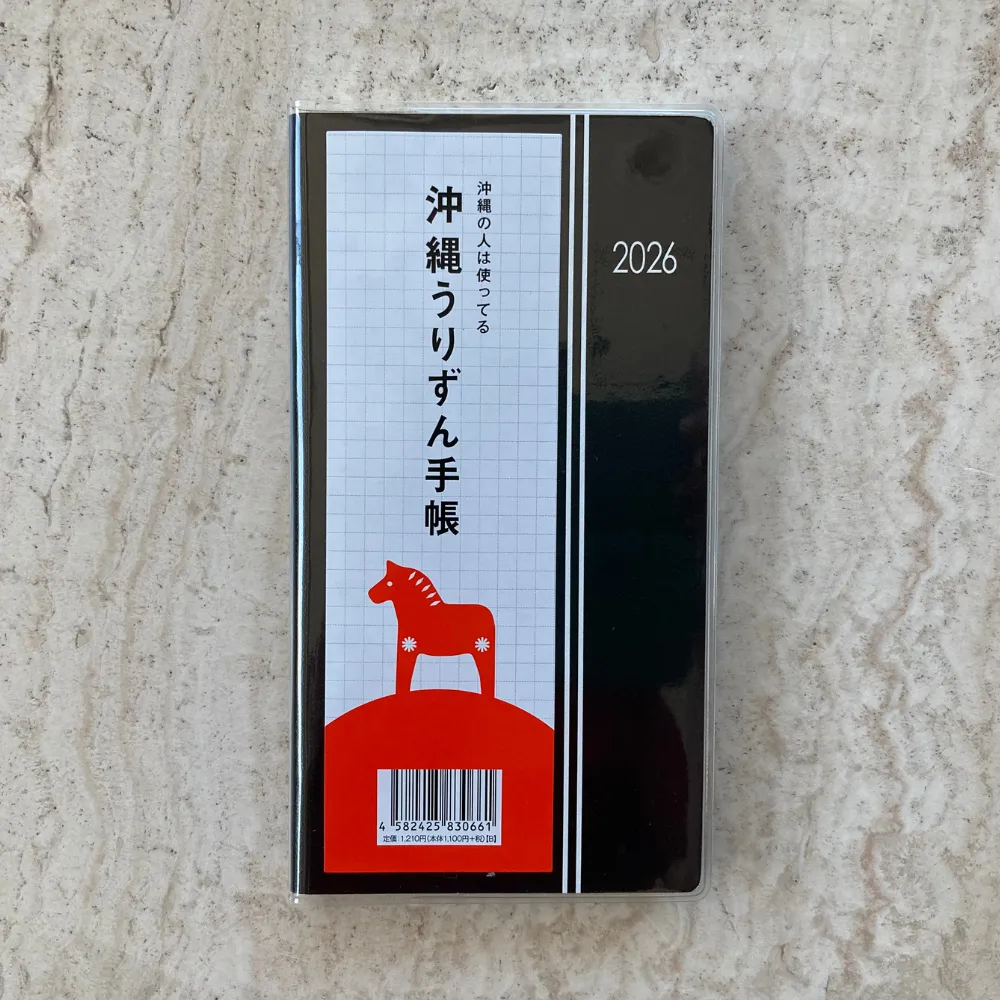 沖縄の人は使ってる
沖縄うりずん手帳
2026
4 582425 830661
定価:1,210円(本体1,100円+税)【B】